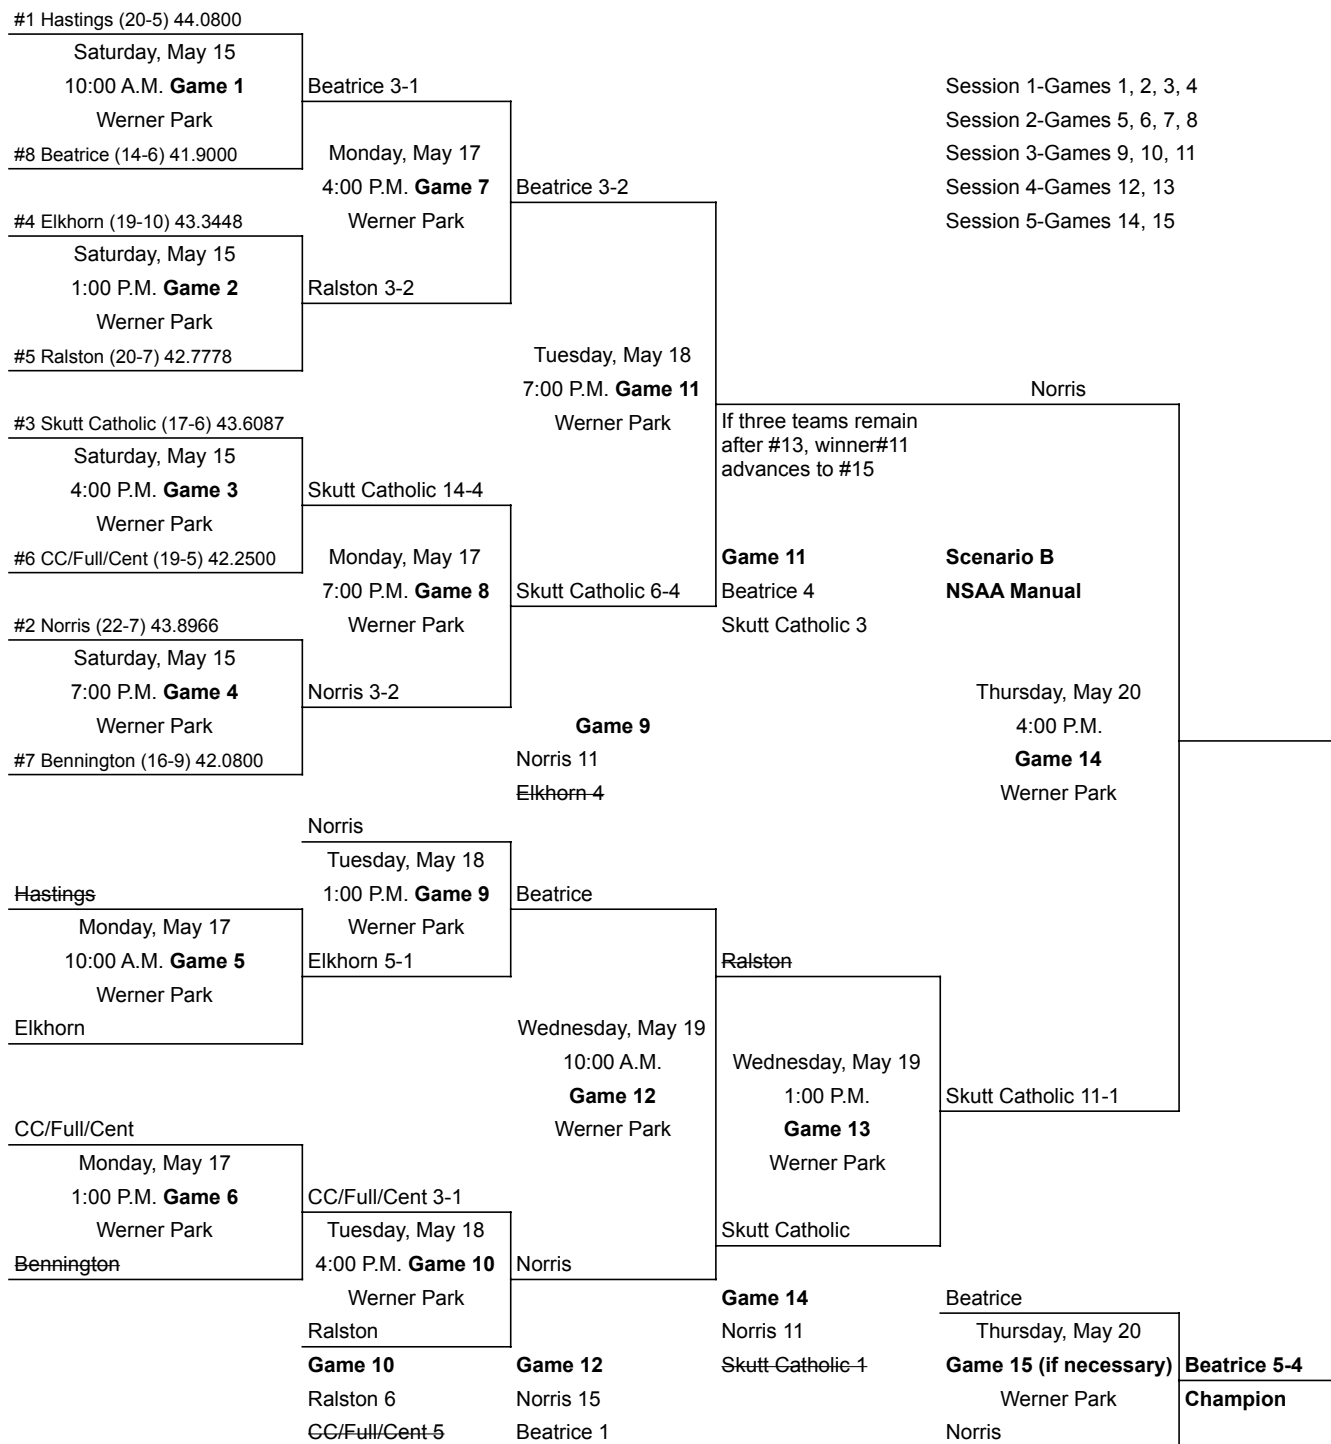 #1 Hastings (20-5) 44.0800
Saturday, May 15
10:00 A.M. Game 1
Werner Park
#8 Beatrice (14-6) 41.9000
Beatrice 3-1
#4 Elkhorn (19-10) 43.3448
Saturday, May 15
1:00 P.M. Game 2
Werner Park
#5 Ralston (20-7) 42.7778
Ralston 3-2
Monday, May 17
4:00 P.M. Game 7
Werner Park
Beatrice 3-2
#3 Skutt Catholic (17-6) 43.6087
Saturday, May 15
4:00 P.M. Game 3
Werner Park
#6 CC/Full/Cent (19-5) 42.2500
Skutt Catholic 14-4
#2 Norris (22-7) 43.8966
Saturday, May 15
7:00 P.M. Game 4
Werner Park
#7 Bennington (16-9) 42.0800
Norris 3-2
Monday, May 17
7:00 P.M. Game 8
Werner Park
Skutt Catholic 6-4
Tuesday, May 18
7:00 P.M. Game 11
Werner Park
Session 1-Games 1, 2, 3, 4
Session 2-Games 5, 6, 7, 8
Session 3-Games 9, 10, 11
Session 4-Games 12, 13
Session 5-Games 14, 15
Norris
If three teams remain
after #13, winner#11
advances to #15
Game 11
Beatrice 4
Skutt Catholic 3
Scenario B
NSAA Manual
Thursday, May 20
4:00 P.M.
Game 14
Werner Park
Game 9
Norris 11
Elkhorn 4
Hastings
Monday, May 17
10:00 A.M. Game 5
Werner Park
Elkhorn
Norris
Tuesday, May 18
1:00 P.M. Game 9
Werner Park
Elkhorn 5-1
Beatrice
CC/Full/Cent
Monday, May 17
1:00 P.M. Game 6
Werner Park
Bennington
CC/Full/Cent 3-1
Tuesday, May 18
4:00 P.M. Game 10
Werner Park
Ralston
Norris
Wednesday, May 19
10:00 A.M.
Game 12
Werner Park
Ralston
Wednesday, May 19
1:00 P.M.
Game 13
Werner Park
Skutt Catholic
Skutt Catholic 11-1
Game 10
Ralston 6
CC/Full/Cent 5
Game 12
Norris 15
Beatrice 1
Game 14
Norris 11
Skutt Catholic 1
Beatrice
Thursday, May 20
Game 15 (if necessary)
Werner Park
Norris
Beatrice 5-4
Champion